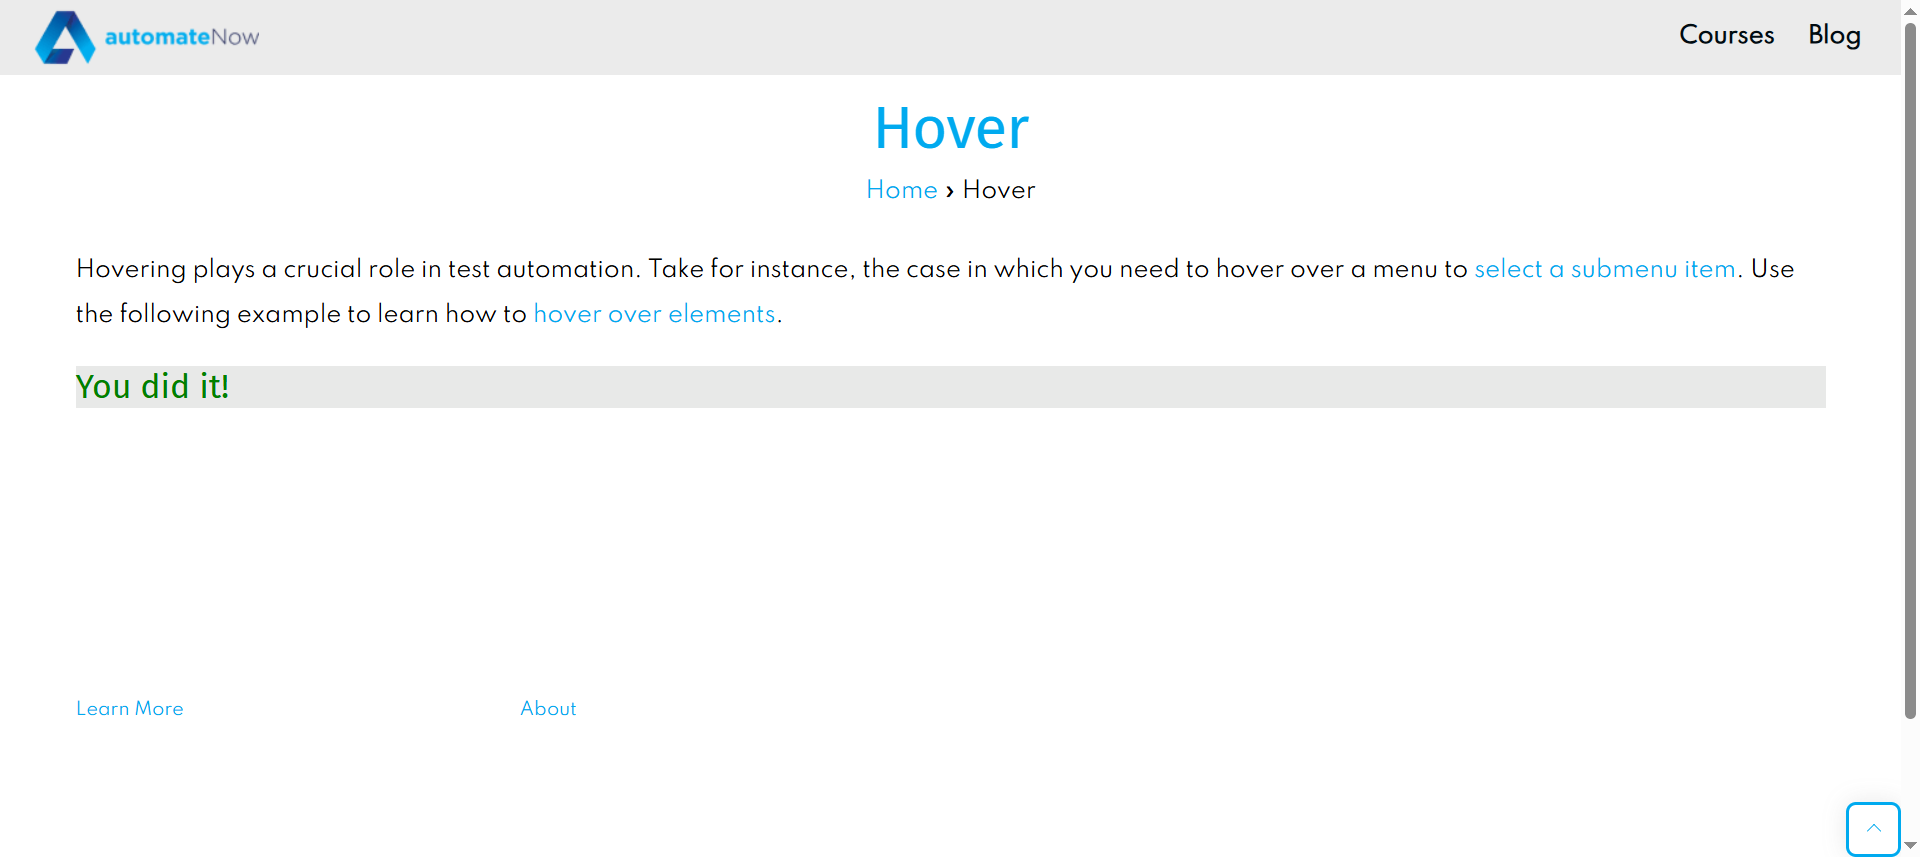 automateNow
Courses
Blog
Hover
Home › Hover
Hovering plays a crucial role in test automation. Take for instance, the case in which you need to hover over a menu to select a submenu item. Use
the following example to learn how to hover over elements.
You did it!
Learn More
About